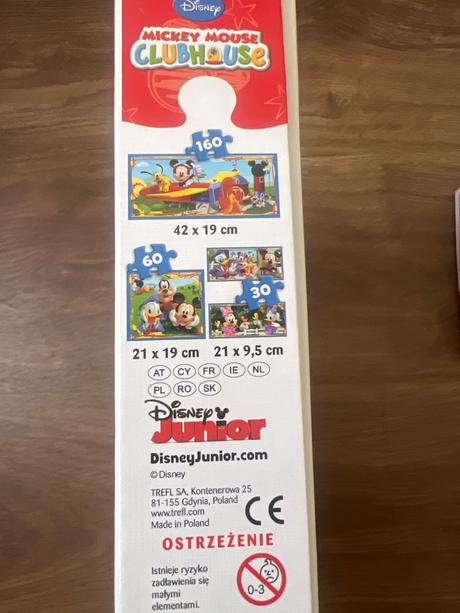 Disney
MICKEY MOUSE
CLUBHOUSE
160
42 x 19 cm
60
30
21 x 19 cm 21 x 9,5 cm
AT CY FR IE NL
PL RO SK
Disney
Junior
DisneyJunior.com
© Disney
TREFL SA, Kontenerowa 25
81-155 Gdynia, Poland
www.trefl.com
Made in Poland
CE
OSTRZEŻENIE
Istnieje ryzyko
zadławienia się
małymi
elementami.
0-3